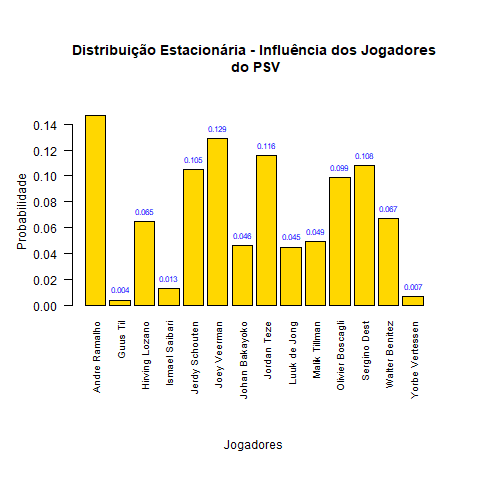 Distribuição Estacionária - Influência dos Jogadores
do PSV
Probabilidade
0.14
0.12
0.10
0.08
0.06
0.04
0.02
0.00
0.004
0.065
0.013
0.105
0.129
0.046
0.116
0.045
0.049
0.099
0.108
0.067
0.007
Andre Ramalho
Guus Til
Hirving Lozano
Ismael Saibari
Jerdy Schouten
Joey Veerman
Johan Bakayoko
Jordan Teze
Luuk de Jong
Malik Tillman
Olivier Boscagli
Sergino Dest
Walter Benitez
Yorbe Vertessen
Jogadores